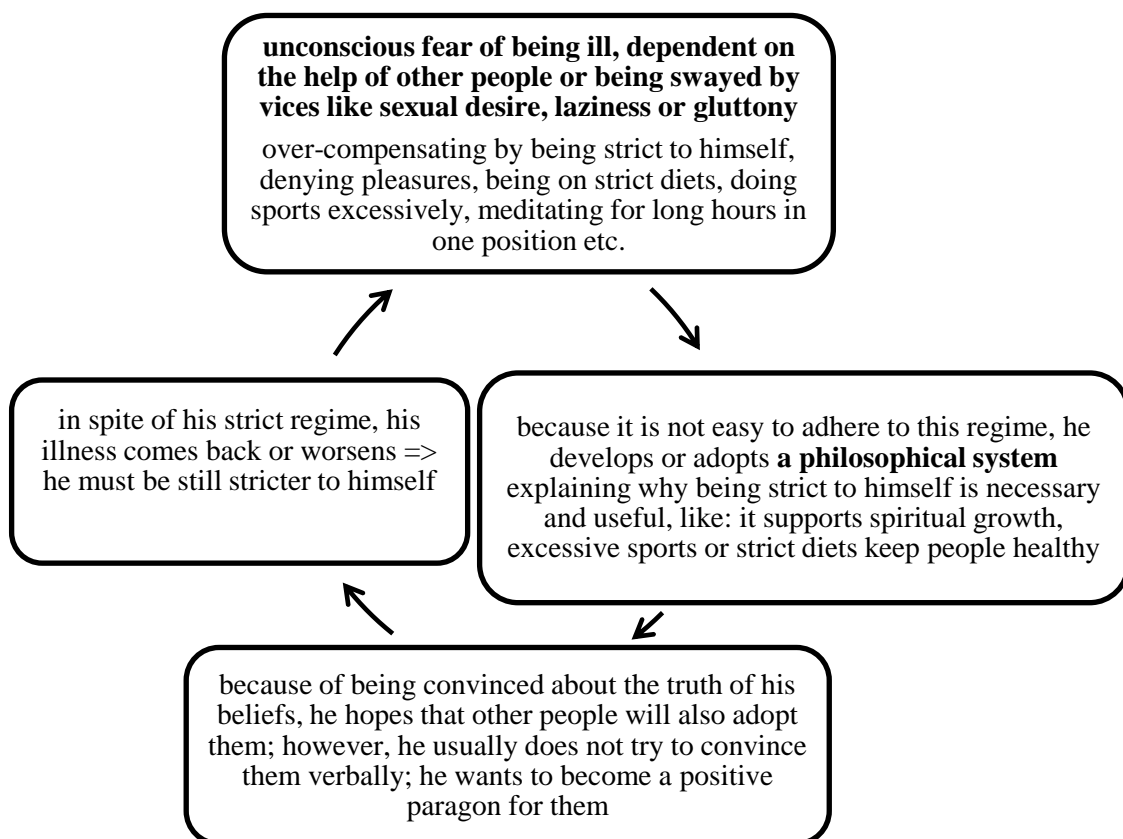 unconscious fear of being ill, dependent on
the help of other people or being swayed by
vices like sexual desire, laziness or gluttony
over-compensating by being strict to himself,
denying pleasures, being on strict diets, doing
sports excessively, meditating for long hours in
one position etc.
because it is not easy to adhere to this regime, he
develops or adopts a philosophical system
explaining why being strict to himself is necessary
and useful, like: it supports spiritual growth,
excessive sports or strict diets keep people healthy
because of being convinced about the truth of his
beliefs, he hopes that other people will also adopt
them; however, he usually does not try to convince
them verbally; he wants to become a positive
paragon for them
in spite of his strict regime, his
illness comes back or worsens =>
he must be still stricter to himself